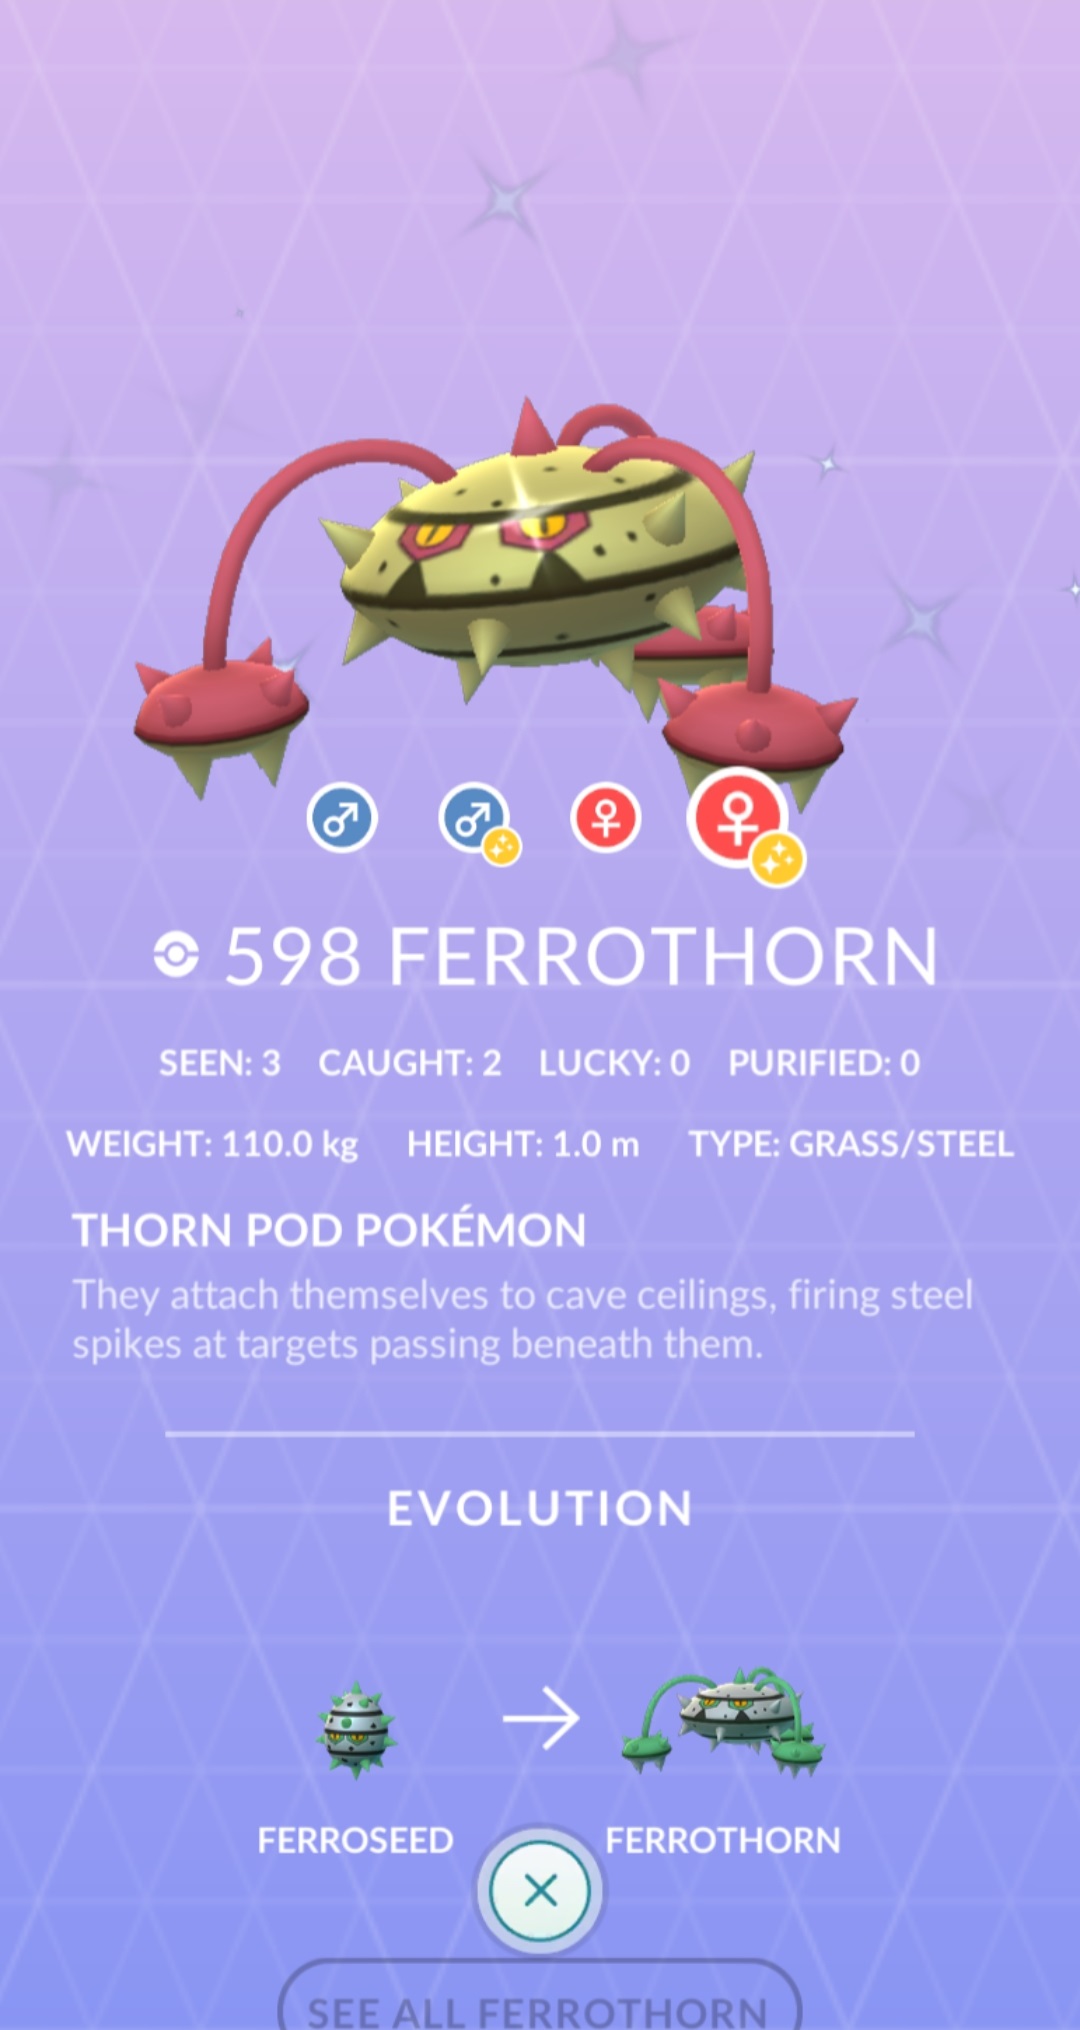 598 FERROTHORN
SEEN: 3 CAUGHT: 2 LUCKY: 0 PURIFIED: 0
WEIGHT: 110.0 kg HEIGHT: 1.0 m TYPE: GRASS/STEEL
THORN POD POKÉMON
They attach themselves to cave ceilings, firing steel
spikes at targets passing beneath them.
EVOLUTION
FERROSEED FERROTHORN
SEE ALL FERROTHORN